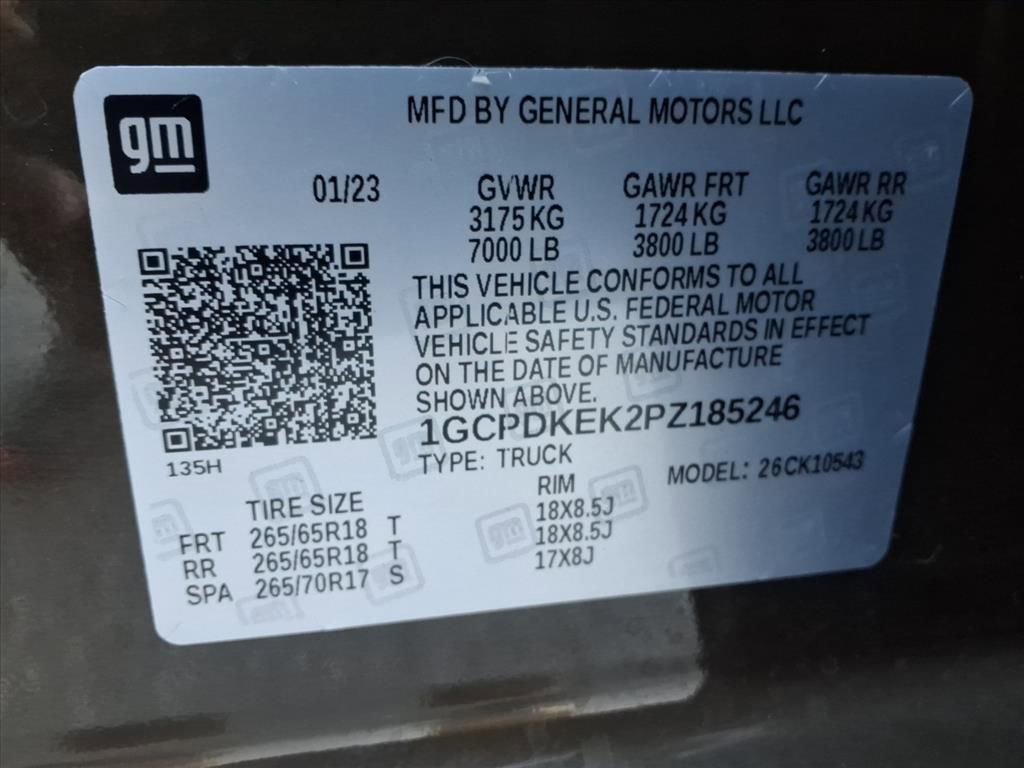 gm
MFD BY GENERAL MOTORS LLC
01/23 GVWR GAWR FRT GAWR RR
3175 KG 1724 KG 1724 KG
7000 LB 3800 LB 3800 LB
THIS VEHICLE CONFORMS TO ALL
APPLICABLE U.S. FEDERAL MOTOR
VEHICLE SAFETY STANDARDS IN EFFECT
ON THE DATE OF MANUFACTURE
SHOWN ABOVE.
1GCPDKEK2PZ185246
135H TYPE: TRUCK MODEL: 26CK10543
TIRE SIZE RIM
FRT 265/65R18 T 18X8.5J
RR 265/65R18 T 18X8.5J
SPA 265/70R17 S 17X8J